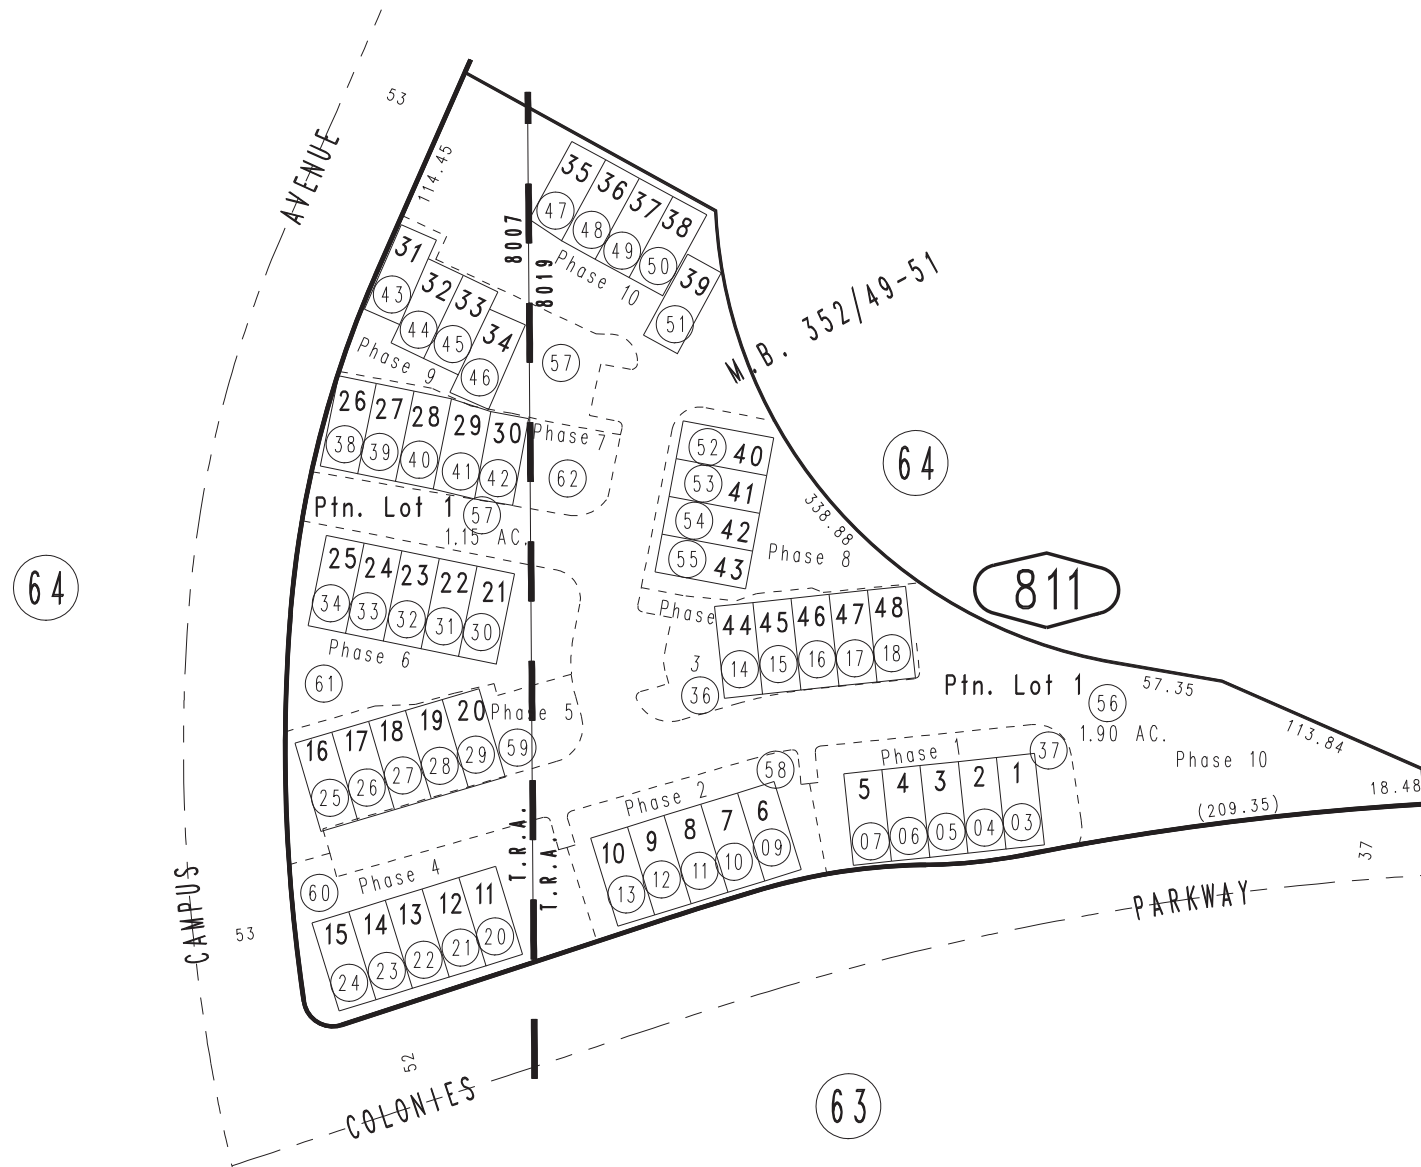 53
AVENUE
114.45
35 36 37 38
47 48 49 50
39
51
Phase 10
8007
8019
31
43
32 33 34
44 45 46
Phase 9
57
M.B. 352/49-51
26 27 28 29 30
38 39 40 41 42
Phase 7
62
52 40
53 41
54 42
55 43
Phase 8
338.88
64
Ptn. Lot 1
57
1.15 AC.
64
811
25 24 23 22 21
34 33 32 31 30
Phase 6
61
Phase
3
36
44 45 46 47 48
14 15 16 17 18
Ptn. Lot 1
56
1.90 AC.
57.35
113.84
Phase 10
18.48
(209.35)
16 17 18 19 20
25 26 27 28 29
Phase 5
59
Phase 1
37
5 4 3 2 1
07 06 05 04 03
58
Phase 2
10 9 8 7 6
13 12 11 10 09
T.R.A.
T.R.A.
60
Phase 4
15 14 13 12 11
24 23 22 21 20
CAMPUS
53
37
PARKWAY
52
COLONIES
63